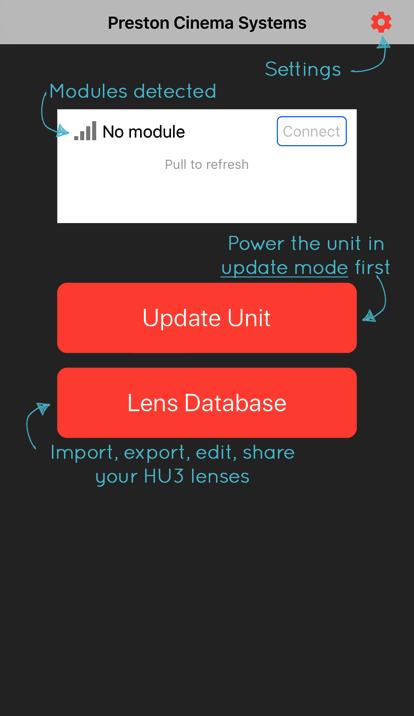 Preston Cinema Systems
Settings
Modules detected
No module
Connect
Pull to refresh
Power the unit in
update mode first
Update Unit
Lens Database
Import, export, edit, share
your HU3 lenses